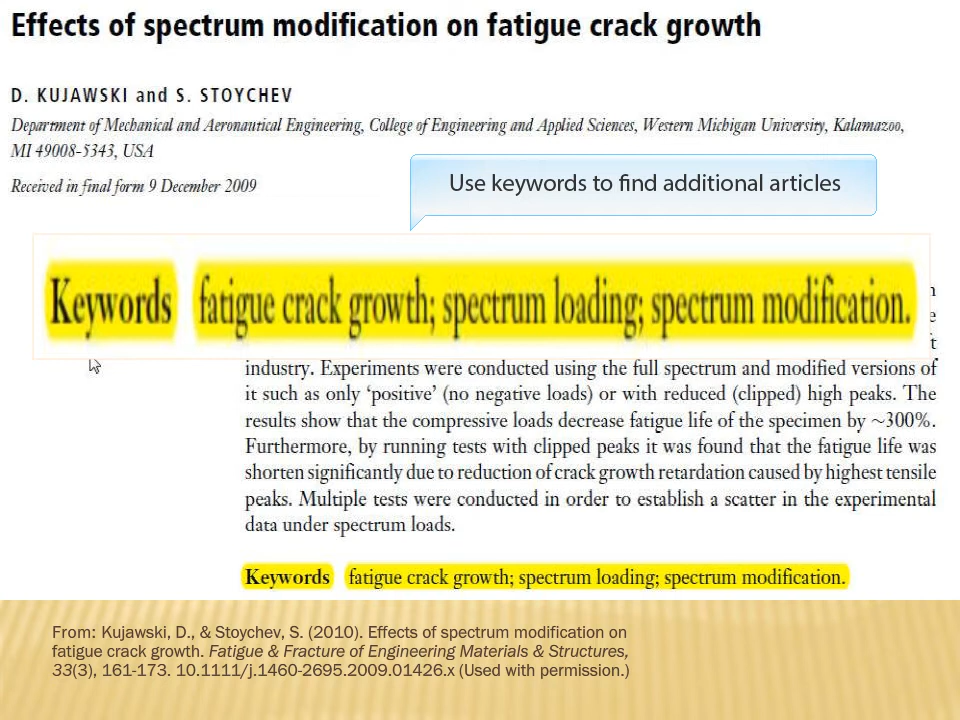 Effects of spectrum modification on fatigue crack growth
D. KUJAWSKI and S. STOYCHEV
Department of Mechanical and Aeronautical Engineering, College of Engineering and Applied Sciences, Western Michigan University, Kalamazoo,
MI 49008-5343, USA
Received in final form 9 December 2009
Use keywords to find additional articles
Keywords fatigue crack growth; spectrum loading; spectrum modification.
industry. Experiments were conducted using the full spectrum and modified versions of
it such as only ‘positive’ (no negative loads) or with reduced (clipped) high peaks. The
results show that the compressive loads decrease fatigue life of the specimen by ~300%.
Furthermore, by running tests with clipped peaks it was found that the fatigue life was
shorten significantly due to reduction of crack growth retardation caused by highest tensile
peaks. Multiple tests were conducted in order to establish a scatter in the experimental
data under spectrum loads.
Keywords fatigue crack growth; spectrum loading; spectrum modification.
From: Kujawski, D., & Stoychev, S. (2010). Effects of spectrum modification on
fatigue crack growth. Fatigue & Fracture of Engineering Materials & Structures,
33(3), 161-173. 10.1111/j.1460-2695.2009.01426.x (Used with permission.)